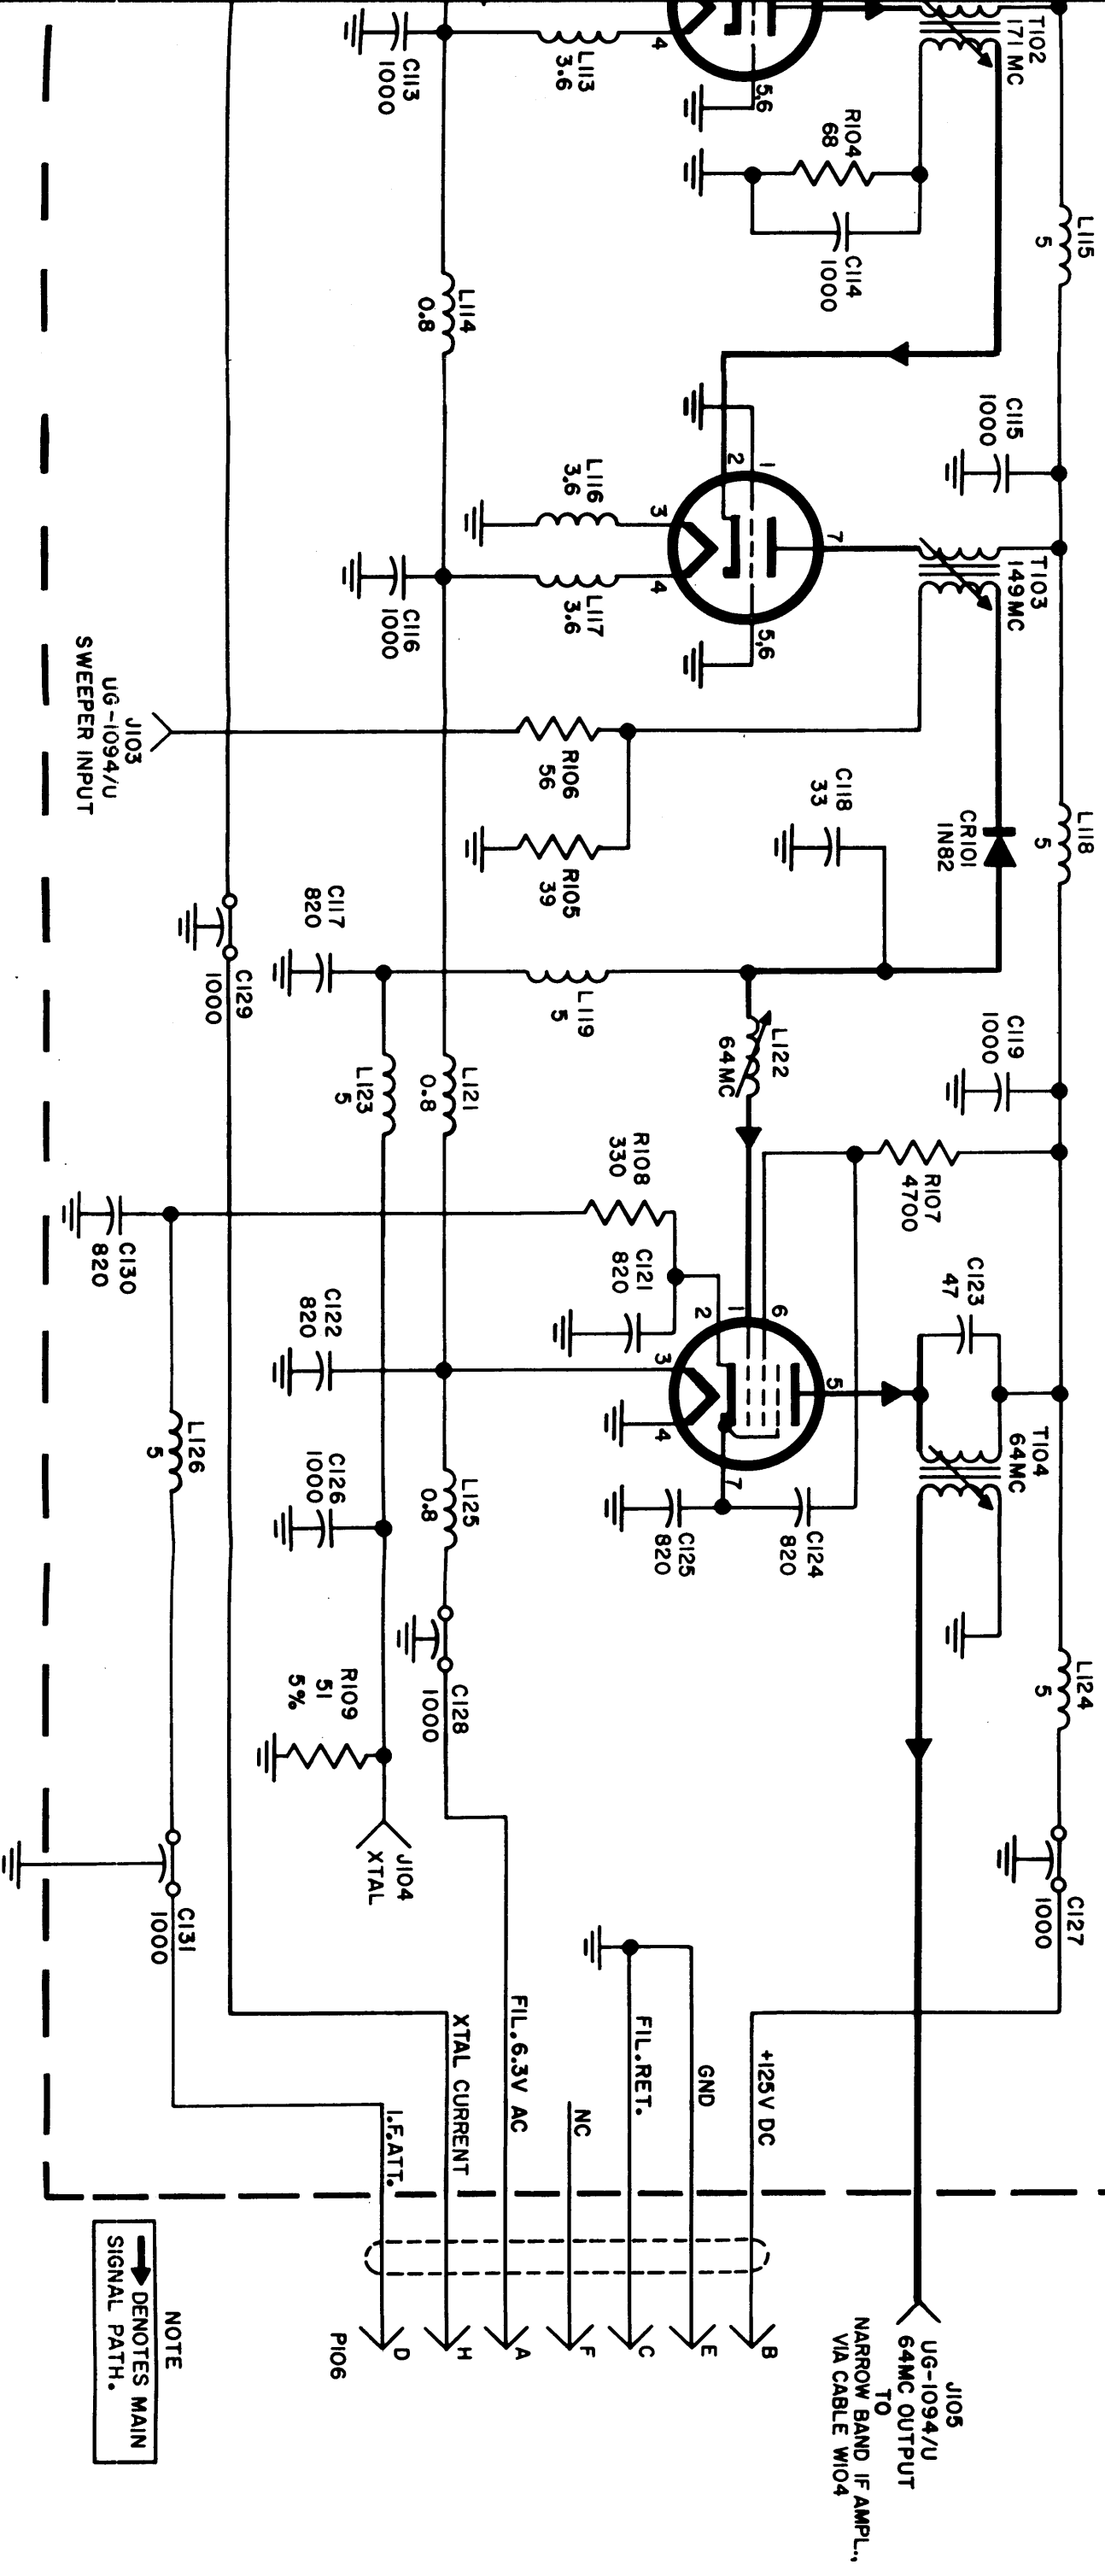 T102
171 MC
L115
5
R104
68
C114
1000
5,6
4
L113
3.6
C113
1000
L114
0.8
C115
1000
T103
149 MC
7
1
2
3
4
5,6
L116
3.6
L117
3.6
C116
1000
J103
UG-1094/U
SWEEPER INPUT
R106
56
R105
39
C118
33
CR101
1N82
L118
5
C117
820
C129
1000
L119
5
L122
64MC
C119
1000
L123
5
L121
0.8
R107
4700
R108
330
C121
820
C123
47
T104
64MC
6
1
2
3
5
4
7
C130
820
C122
820
L126
5
C126
1000
L125
0.8
C125
820
C124
820
L124
5
C128
1000
R109
51
5%
J104
XTAL
C127
1000
C131
1000
+125V DC
GND
FIL.RET.
NC
FIL.6.3V AC
XTAL CURRENT
I.F.ATT.
B
E
C
F
A
H
D
P106
J105
UG-1094/U
64MC OUTPUT
TO
NARROW BAND IF AMPL.,
VIA CABLE W104
NOTE
DENOTES MAIN
SIGNAL PATH.